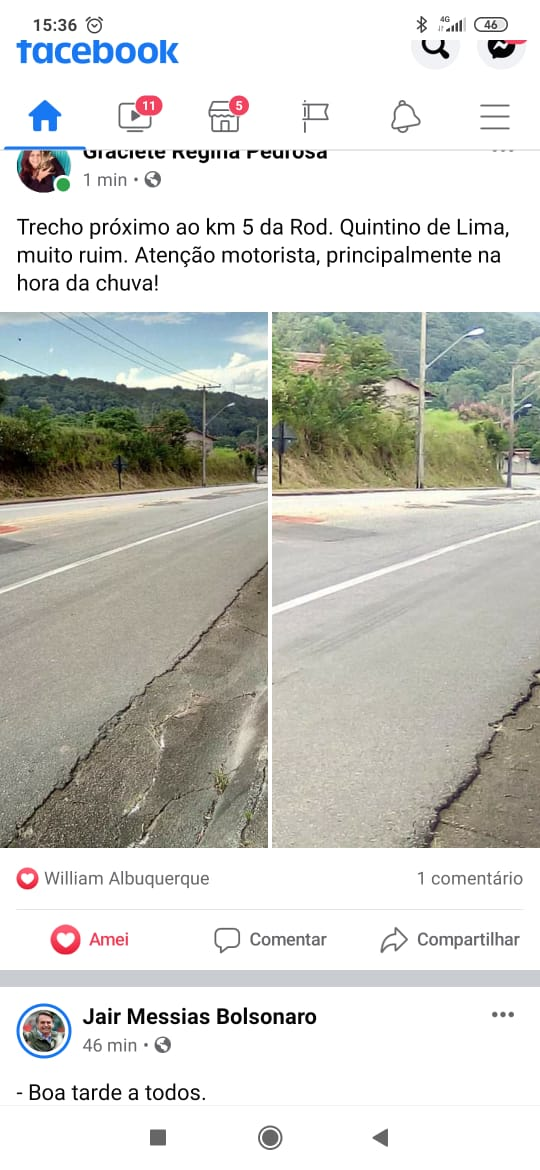 15:36
4G
46
facebook
11
5
Graciete Regina Pedrosa
1 min
Trecho próximo ao km 5 da Rod. Quintino de Lima,
muito ruim. Atenção motorista, principalmente na
hora da chuva!
William Albuquerque
1 comentário
Amei
Comentar
Compartilhar
Jair Messias Bolsonaro
46 min
- Boa tarde a todos.